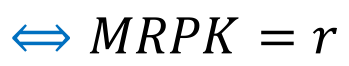 ⇔ MRPK = r